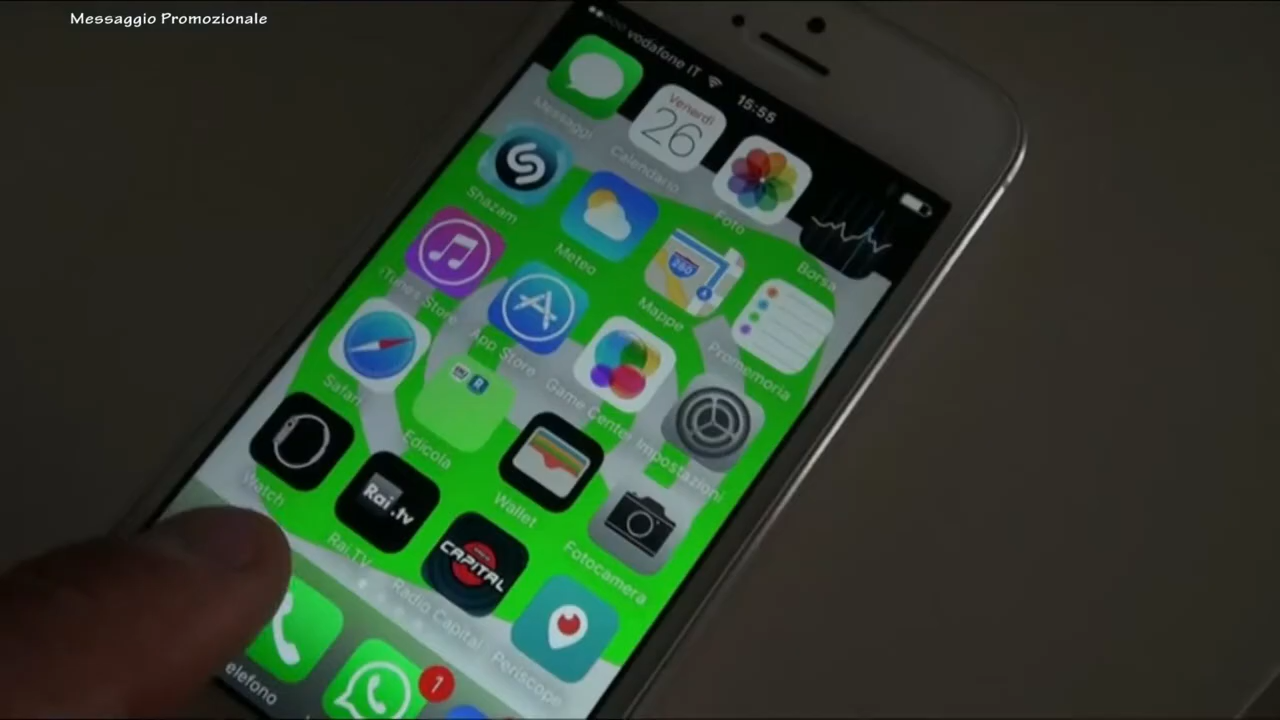 Messaggio Promozionale
vodafone IT
15:55
Messaggi
Venerdì
26
Calendario
Foto
Borsa
Shazam
Meteo
280
Mappe
Promemoria
iTunes Store
App Store
Game Center
Impostazioni
Safari
Edicola
Wallet
Fotocamera
Watch
Rai.tv
Rai.TV
CAPITAL
Radio Capital
Periscope
elefono
1